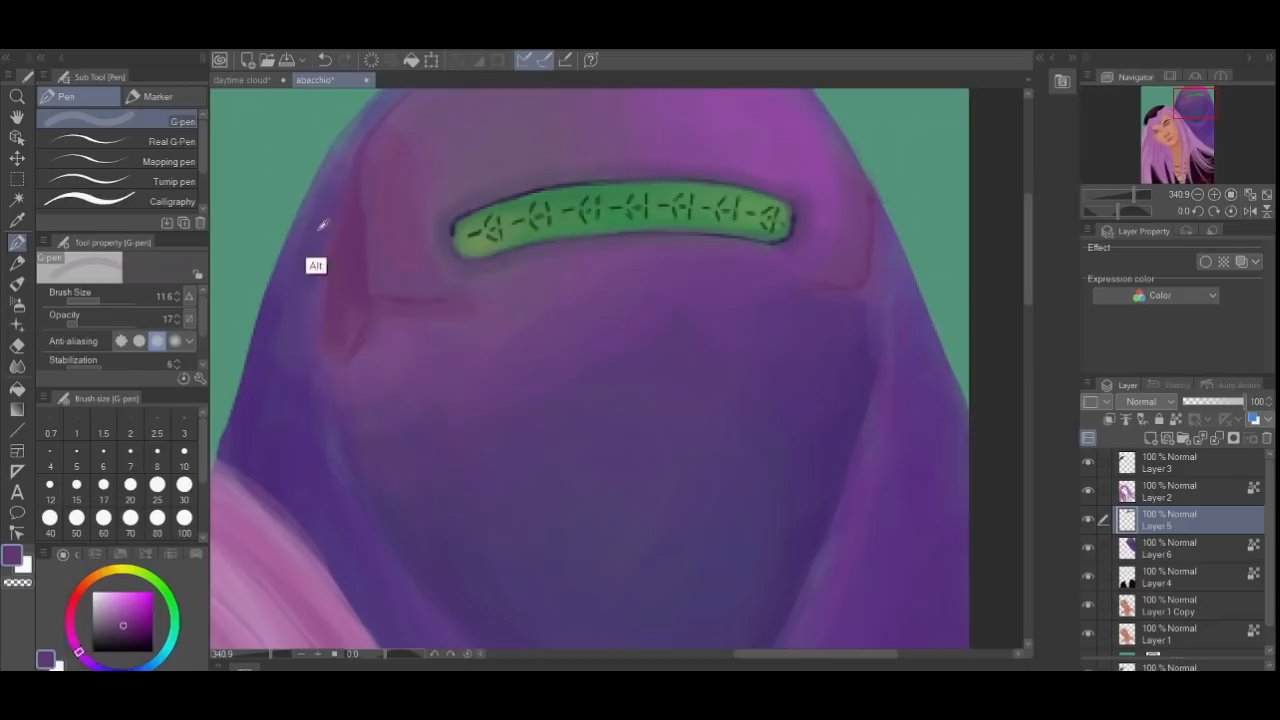 Sub Tool [Pen]
daytime cloud*
abacchio*
Navigator
Pen
Marker
G-pen
Real G-Pen
Mapping pen
Turnip pen
Calligraphy
340.9
0.0
Tool property [G-pen]
G-pen
Layer Property
Effect
Brush Size
11.6
Opacity
17
Expression color
Color
Anti-aliasing
Stabilization
6
Alt
Brush size [G-pen]
Layer
History
Auto Action
Normal
100
0.7 1 1.5 2 2.5 3
4 5 6 7 8 10
12 15 17 20 25 30
40 50 60 70 80 100
100 % Normal
Layer 3
100 % Normal
Layer 2
100 % Normal
Layer 5
100 % Normal
Layer 6
100 % Normal
Layer 4
100 % Normal
Layer 1 Copy
100 % Normal
Layer 1
340.9
0.0
100 % Normal